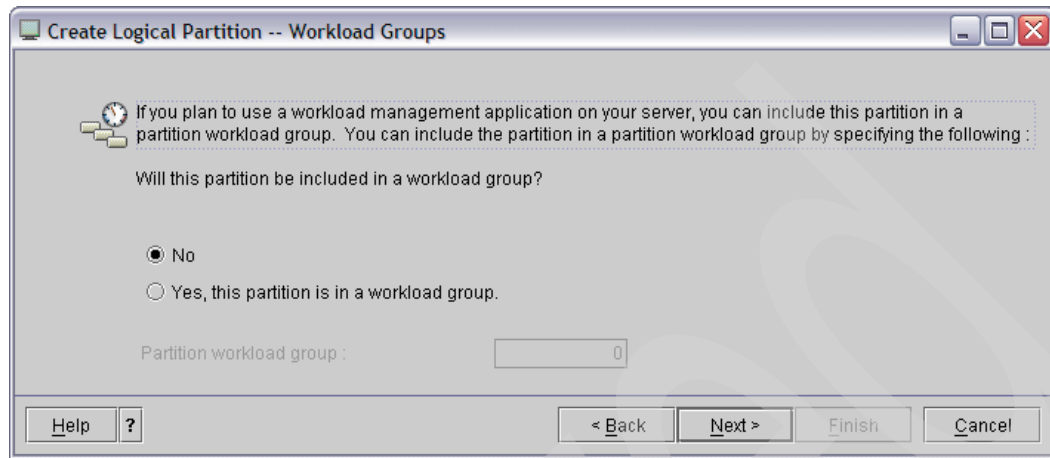 Create Logical Partition -- Workload Groups
If you plan to use a workload management application on your server, you can include this partition in a
partition workload group. You can include the partition in a partition workload group by specifying the following :
Will this partition be included in a workload group?
No
Yes, this partition is in a workload group.
Partition workload group : 0
Help ? < Back Next > Finish Cancel